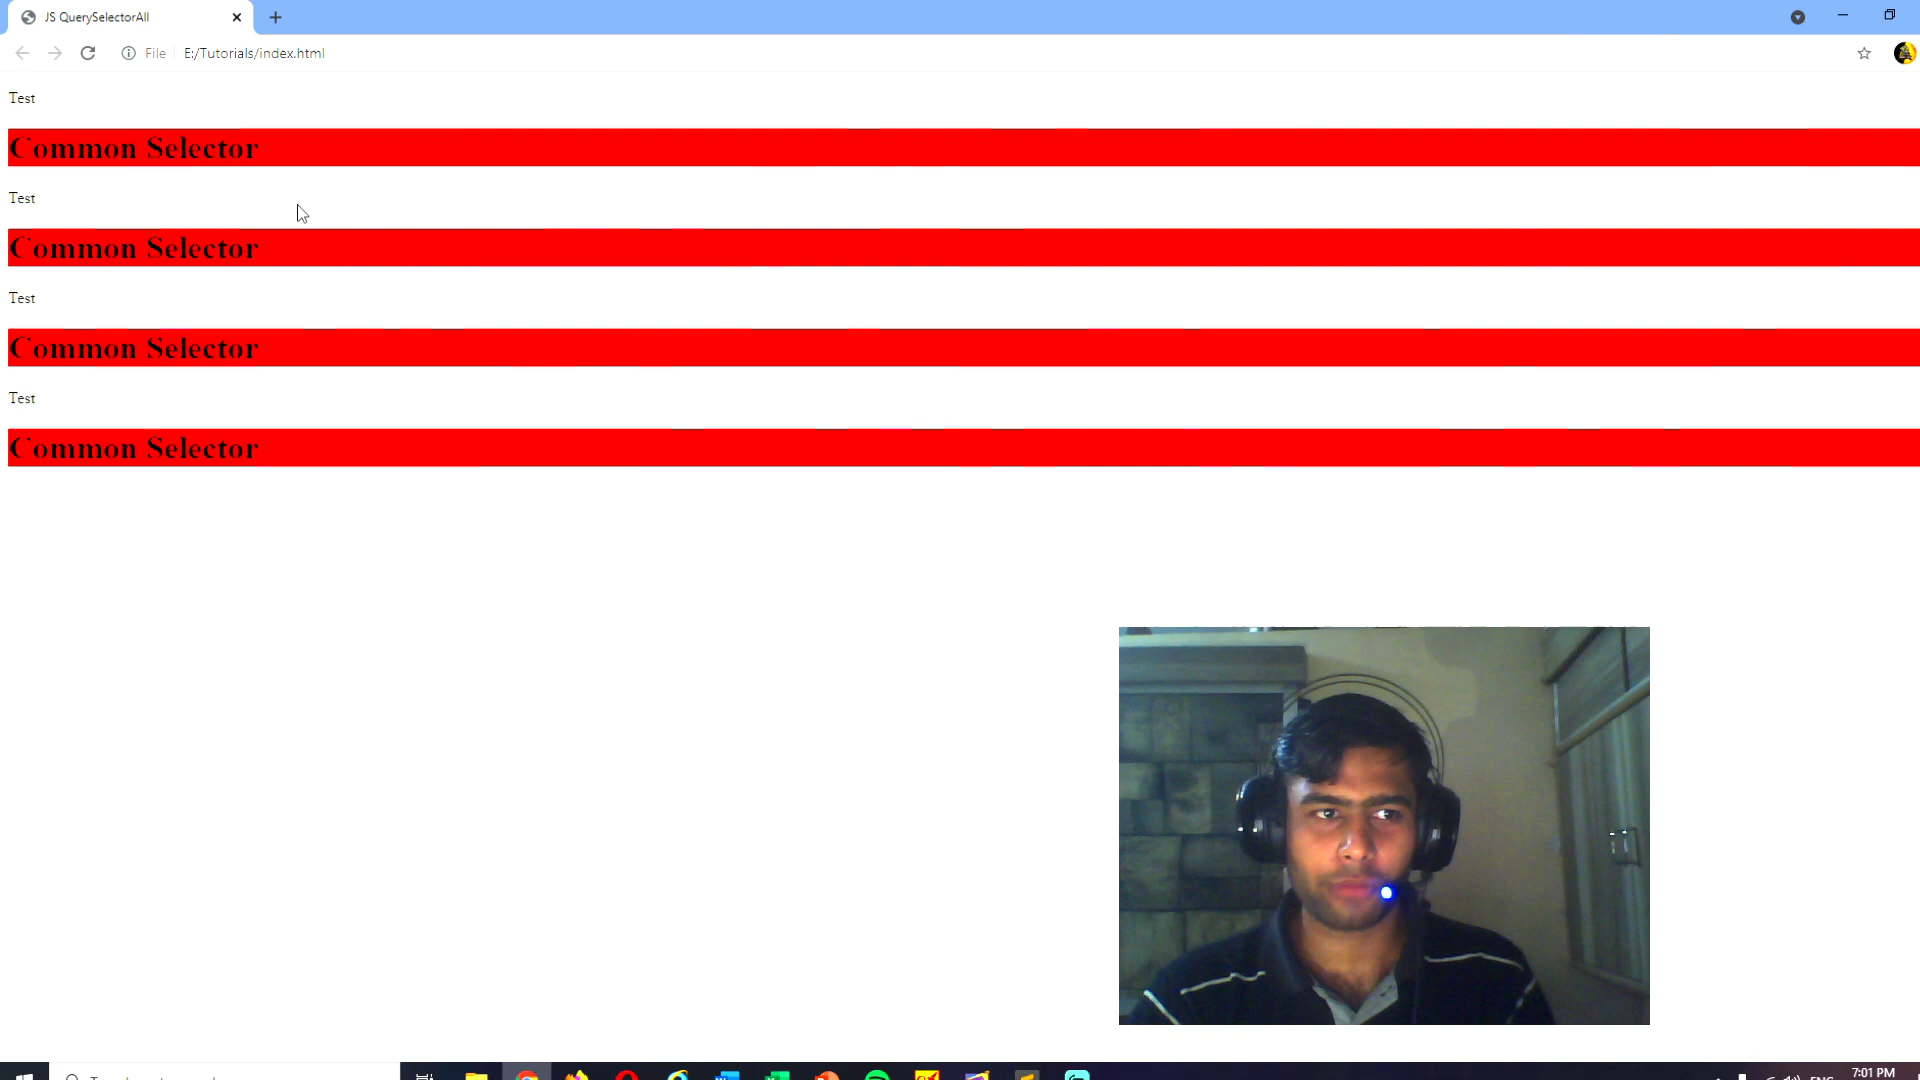 JS QuerySelectorAll
File E:/Tutorials/index.html
Test
Common Selector
Test
Common Selector
Test
Common Selector
Test
Common Selector
ENG
7:01 PM